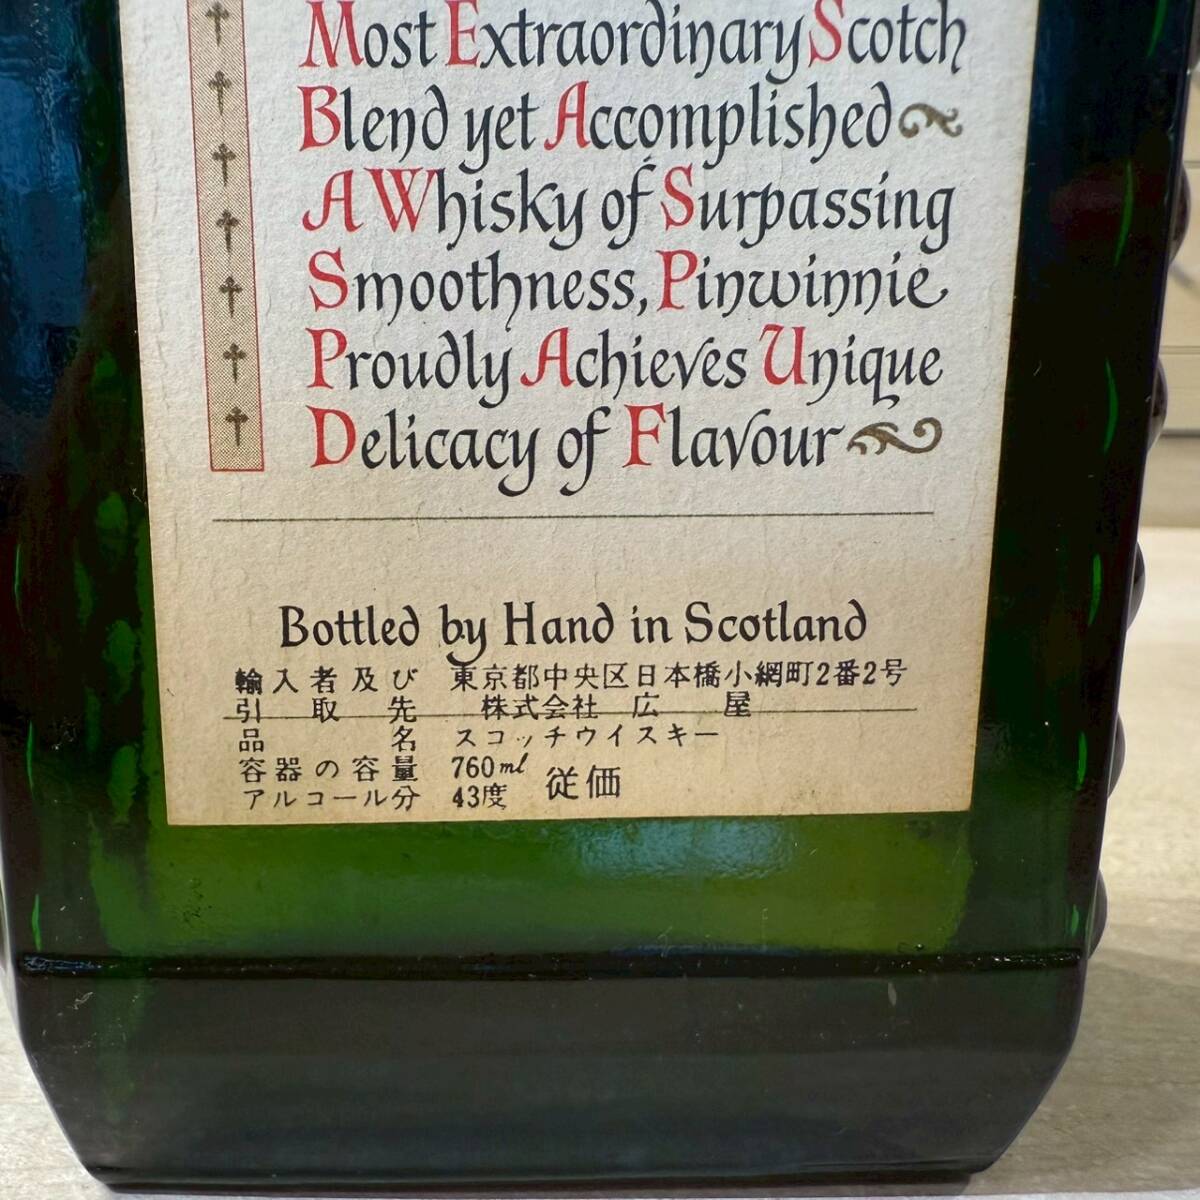 Most Extraordinary Scotch
Blend yet Accomplished
A Whisky of Surpassing
Smoothness, Pinwinnie
Proudly Achieves Unique
Delicacy of Flavour
Bottled by Hand in Scotland
輸入者及び 東京都中央区日本橋小網町2番2号
引取先 株式会社 広屋
品名 スコッチウイスキー
容器の容量 760ml 従価
アルコール分 43度